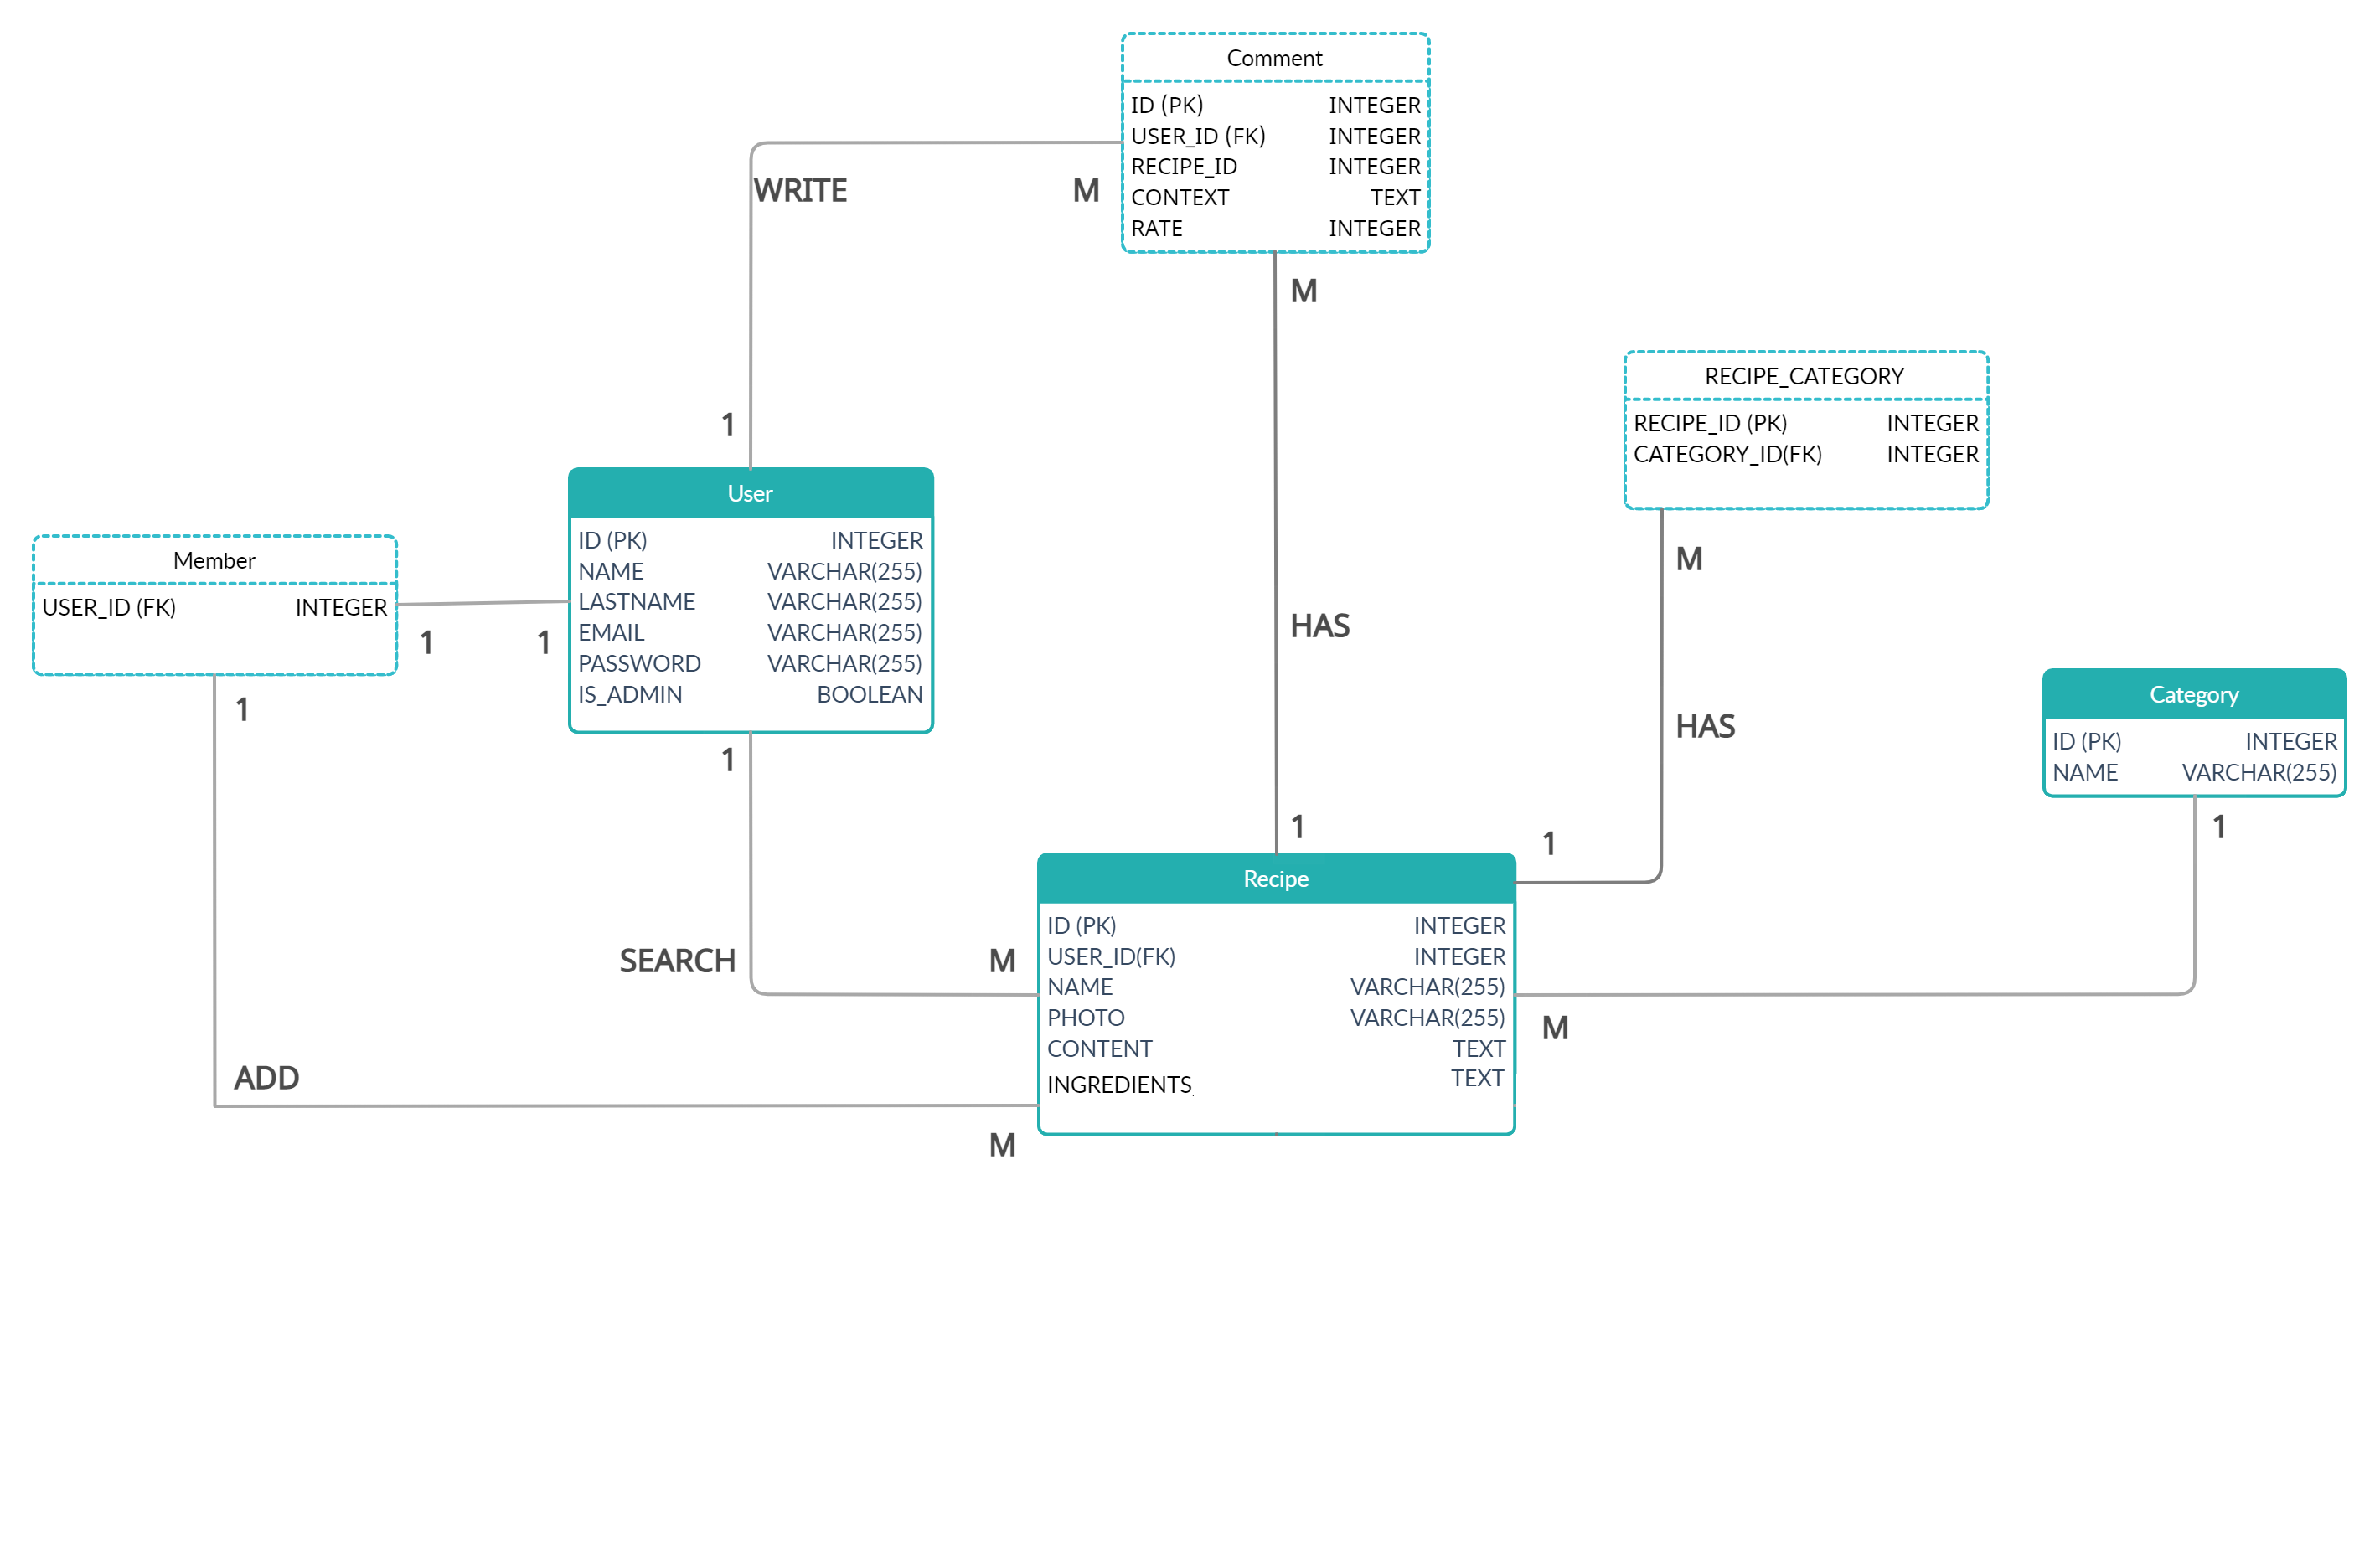 Comment
ID (PK) INTEGER
USER_ID (FK) INTEGER
RECIPE_ID INTEGER
CONTEXT TEXT
RATE INTEGER
WRITE
M
M
1
RECIPE_CATEGORY
RECIPE_ID (PK) INTEGER
CATEGORY_ID(FK) INTEGER
M
HAS
User
ID (PK) INTEGER
NAME VARCHAR(255)
LASTNAME VARCHAR(255)
EMAIL VARCHAR(255)
PASSWORD VARCHAR(255)
IS_ADMIN BOOLEAN
Member
USER_ID (FK) INTEGER
1
1
1
1
HAS
Category
ID (PK) INTEGER
NAME VARCHAR(255)
1
1
1
Recipe
ID (PK) INTEGER
USER_ID(FK) INTEGER
NAME VARCHAR(255)
PHOTO VARCHAR(255)
CONTENT TEXT
INGREDIENTS_ TEXT
SEARCH
M
M
ADD
M